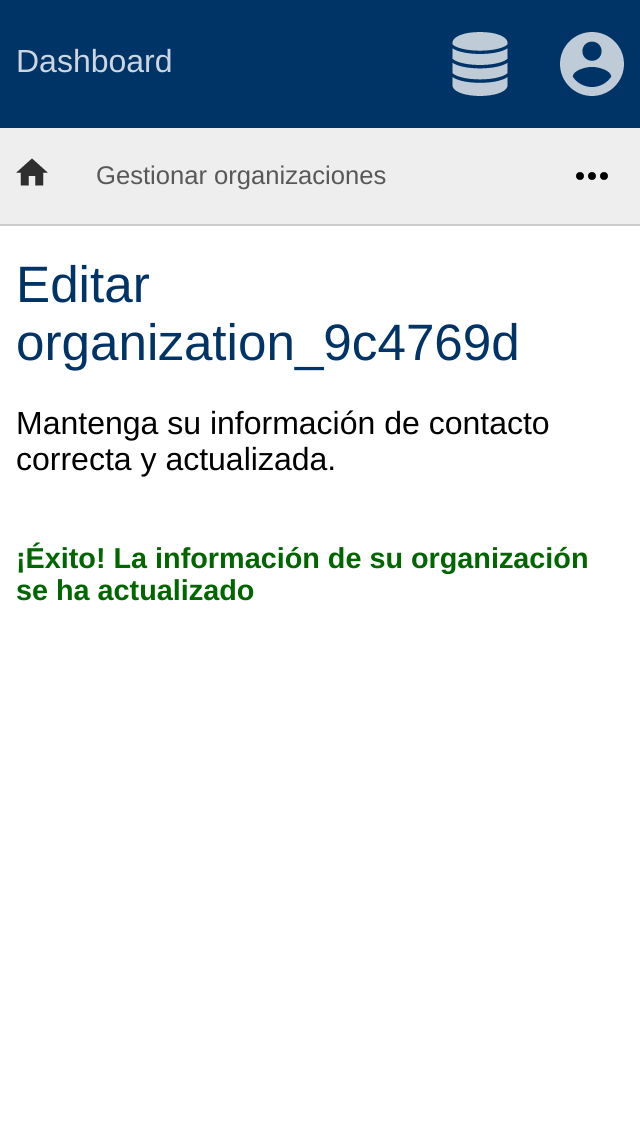 Dashboard
Gestionar organizaciones
Editar
organization_9c4769d
Mantenga su información de contacto
correcta y actualizada.
¡Éxito! La información de su organización
se ha actualizado